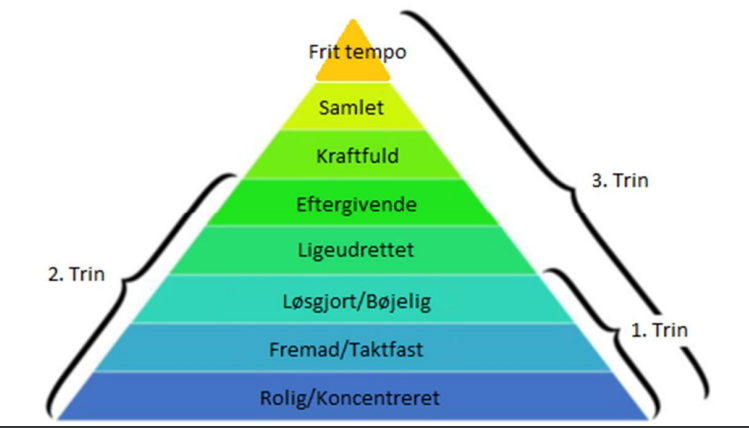 Frit tempo
Samlet
Kraftfuld
3. Trin
Eftergivende
Ligeudrettet
2. Trin
Løsgjort/Bøjelig
1. Trin
Fremad/Taktfast
Rolig/Koncentreret